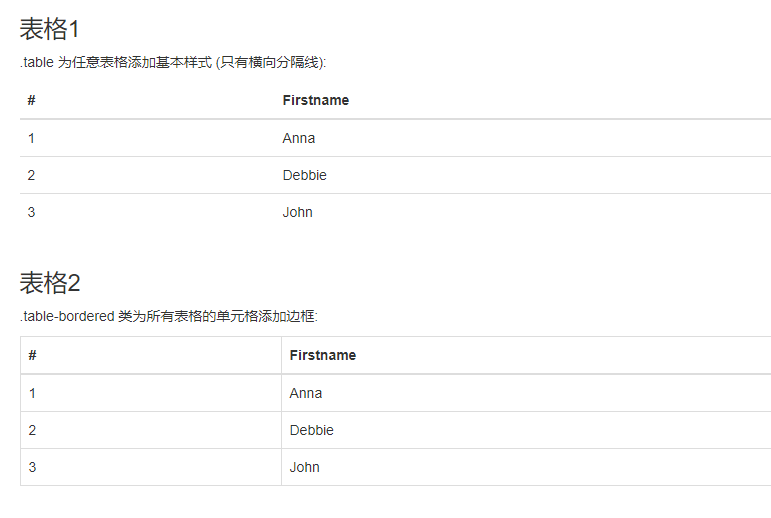 表格1
.table 为任意表格添加基本样式 (只有横向分隔线):
# Firstname
1 Anna
2 Debbie
3 John
表格2
.table-bordered 类为所有表格的单元格添加边框:
# Firstname
1 Anna
2 Debbie
3 John